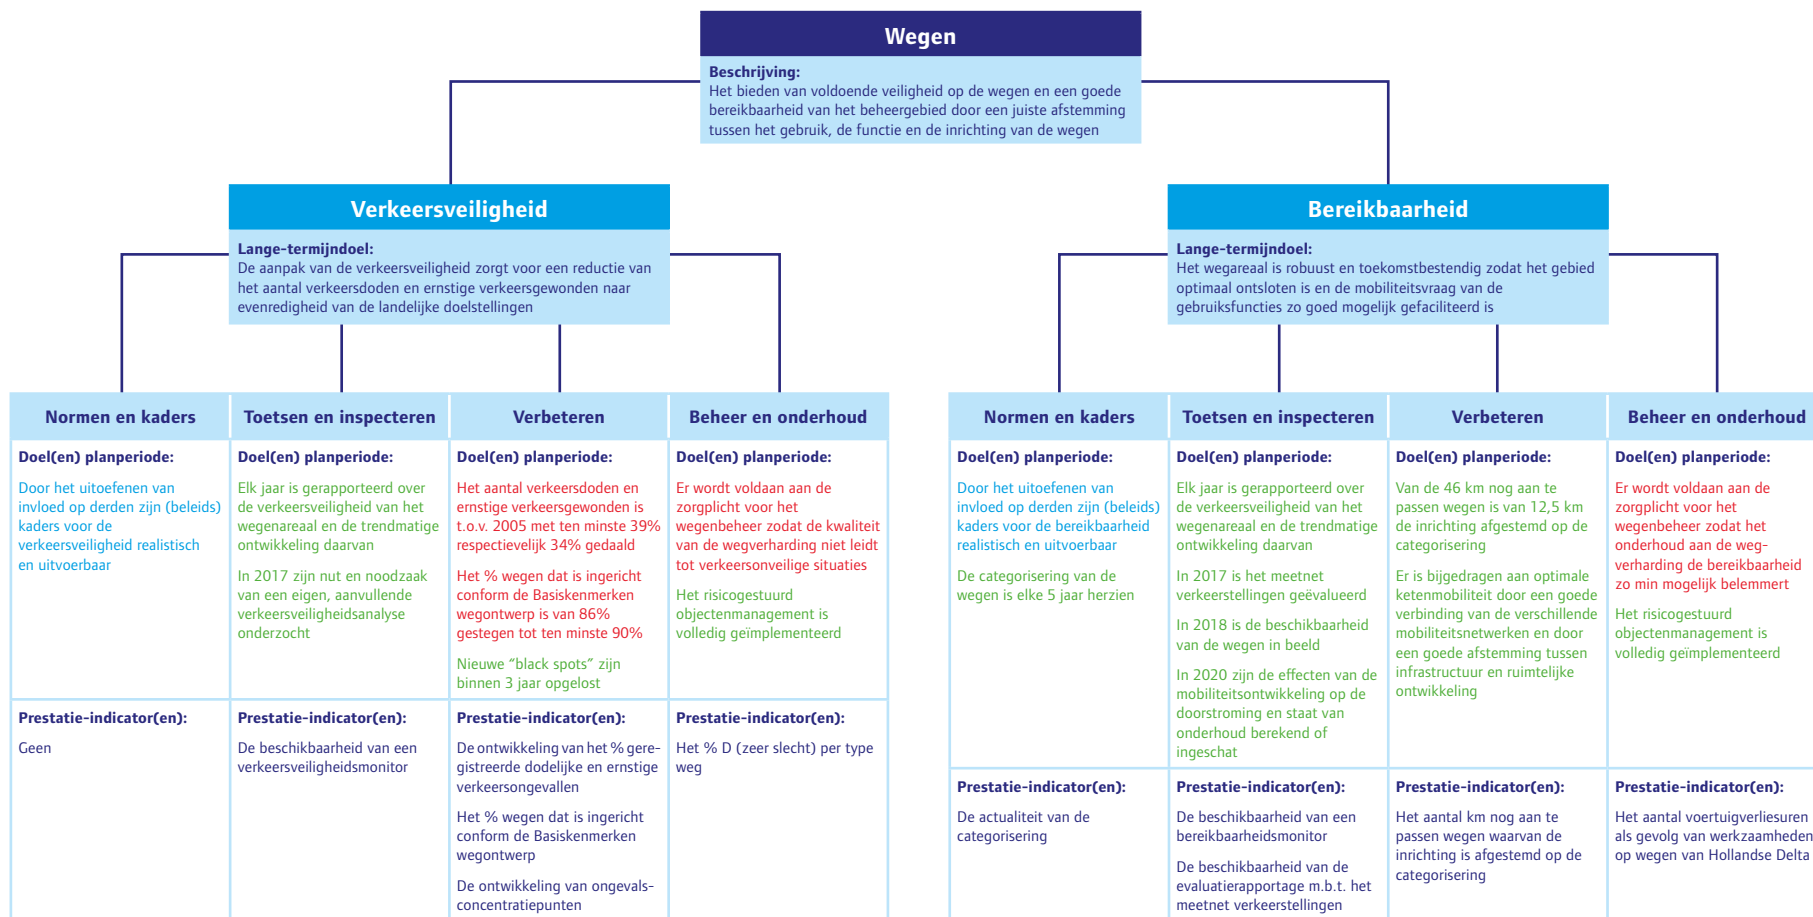 Wegen
Beschrijving:
Het bieden van voldoende veiligheid op de wegen en een goede
bereikbaarheid van het beheergebied door een juiste afstemming
tussen het gebruik, de functie en de inrichting van de wegen
Verkeersveiligheid
Lange-termijndoel:
De aanpak van de verkeersveiligheid zorgt voor een reductie van
het aantal verkeersdoden en ernstige verkeersgewonden naar
evenredigheid van de landelijke doelstellingen
Bereikbaarheid
Lange-termijndoel:
Het wegareaal is robuust en toekomstbestendig zodat het gebied
optimaal ontsloten is en de mobiliteitsvraag van de
gebruiksfuncties zo goed mogelijk gefaciliteerd is
Normen en kaders
Doel(en) planperiode:
Door het uitoefenen van
invloed op derden zijn (beleids)
kaders voor de
verkeersveiligheid realistisch
en uitvoerbaar
Prestatie-indicator(en):
Geen
Toetsen en inspecteren
Doel(en) planperiode:
Elk jaar is gerapporteerd over
de verkeersveiligheid van het
wegenareaal en de trendmatige
ontwikkeling daarvan
In 2017 zijn nut en noodzaak
van een eigen, aanvullende
verkeersveiligheidsanalyse
onderzocht
Prestatie-indicator(en):
De beschikbaarheid van een
verkeersveiligheidsmonitor
Verbeteren
Doel(en) planperiode:
Het aantal verkeersdoden en
ernstige verkeersgewonden is
t.o.v. 2005 met ten minste 39%
respectievelijk 34% gedaald
Het % wegen dat is ingericht
conform de Basiskenmerken
wegontwerp is van 86%
gestegen tot ten minste 90%
Nieuwe “black spots” zijn
binnen 3 jaar opgelost
Prestatie-indicator(en):
De ontwikkeling van het % gere-
gistreerde dodelijke en ernstige
verkeersongevallen
Het % wegen dat is ingericht
conform de Basiskenmerken
wegontwerp
De ontwikkeling van ongevals-
concentratiepunten
Beheer en onderhoud
Doel(en) planperiode:
Er wordt voldaan aan de
zorgplicht voor het
wegenbeheer zodat de kwaliteit
van de wegverharding niet leidt
tot verkeersonveilige situaties
Het risicogestuurd
objectenmanagement is
volledig geïmplementeerd
Prestatie-indicator(en):
Het % D (zeer slecht) per type
weg
Normen en kaders
Doel(en) planperiode:
Door het uitoefenen van
invloed op derden zijn (beleids)
kaders voor de bereikbaarheid
realistisch en uitvoerbaar
De categorisering van de
wegen is elke 5 jaar herzien
Prestatie-indicator(en):
De actualiteit van de
categorisering
Toetsen en inspecteren
Doel(en) planperiode:
Elk jaar is gerapporteerd over
de verkeersveiligheid van het
wegenareaal en de trendmatige
ontwikkeling daarvan
In 2017 is het meetnet
verkeerstellingen geëvalueerd
In 2018 is de beschikbaarheid
van de wegen in beeld
In 2020 zijn de effecten van de
mobiliteitsontwikkeling op de
doorstroming en staat van
onderhoud berekend of
ingeschat
Prestatie-indicator(en):
De beschikbaarheid van een
bereikbaarheidsmonitor
De beschikbaarheid van de
evaluatierapportage m.b.t. het
meetnet verkeerstellingen
Verbeteren
Doel(en) planperiode:
Van de 46 km nog aan te
passen wegen is van 12,5 km
de inrichting afgestemd op de
categorisering
Er is bijgedragen aan optimale
ketenmobiliteit door een goede
verbinding van de verschillende
mobiliteitsnetwerken en door
een goede afstemming tussen
infrastructuur en ruimtelijke
ontwikkeling
Prestatie-indicator(en):
Het aantal km nog aan te
passen wegen waarvan de
inrichting is afgestemd op de
categorisering
Beheer en onderhoud
Doel(en) planperiode:
Er wordt voldaan aan de
zorgplicht voor het
wegenbeheer zodat het
onderhoud aan de weg-
verharding de bereikbaarheid
zo min mogelijk belemmert
Het risicogestuurd
objectenmanagement is
volledig geïmplementeerd
Prestatie-indicator(en):
Het aantal voertuigverliesuren
als gevolg van werkzaamheden
op wegen van Hollandse Delta